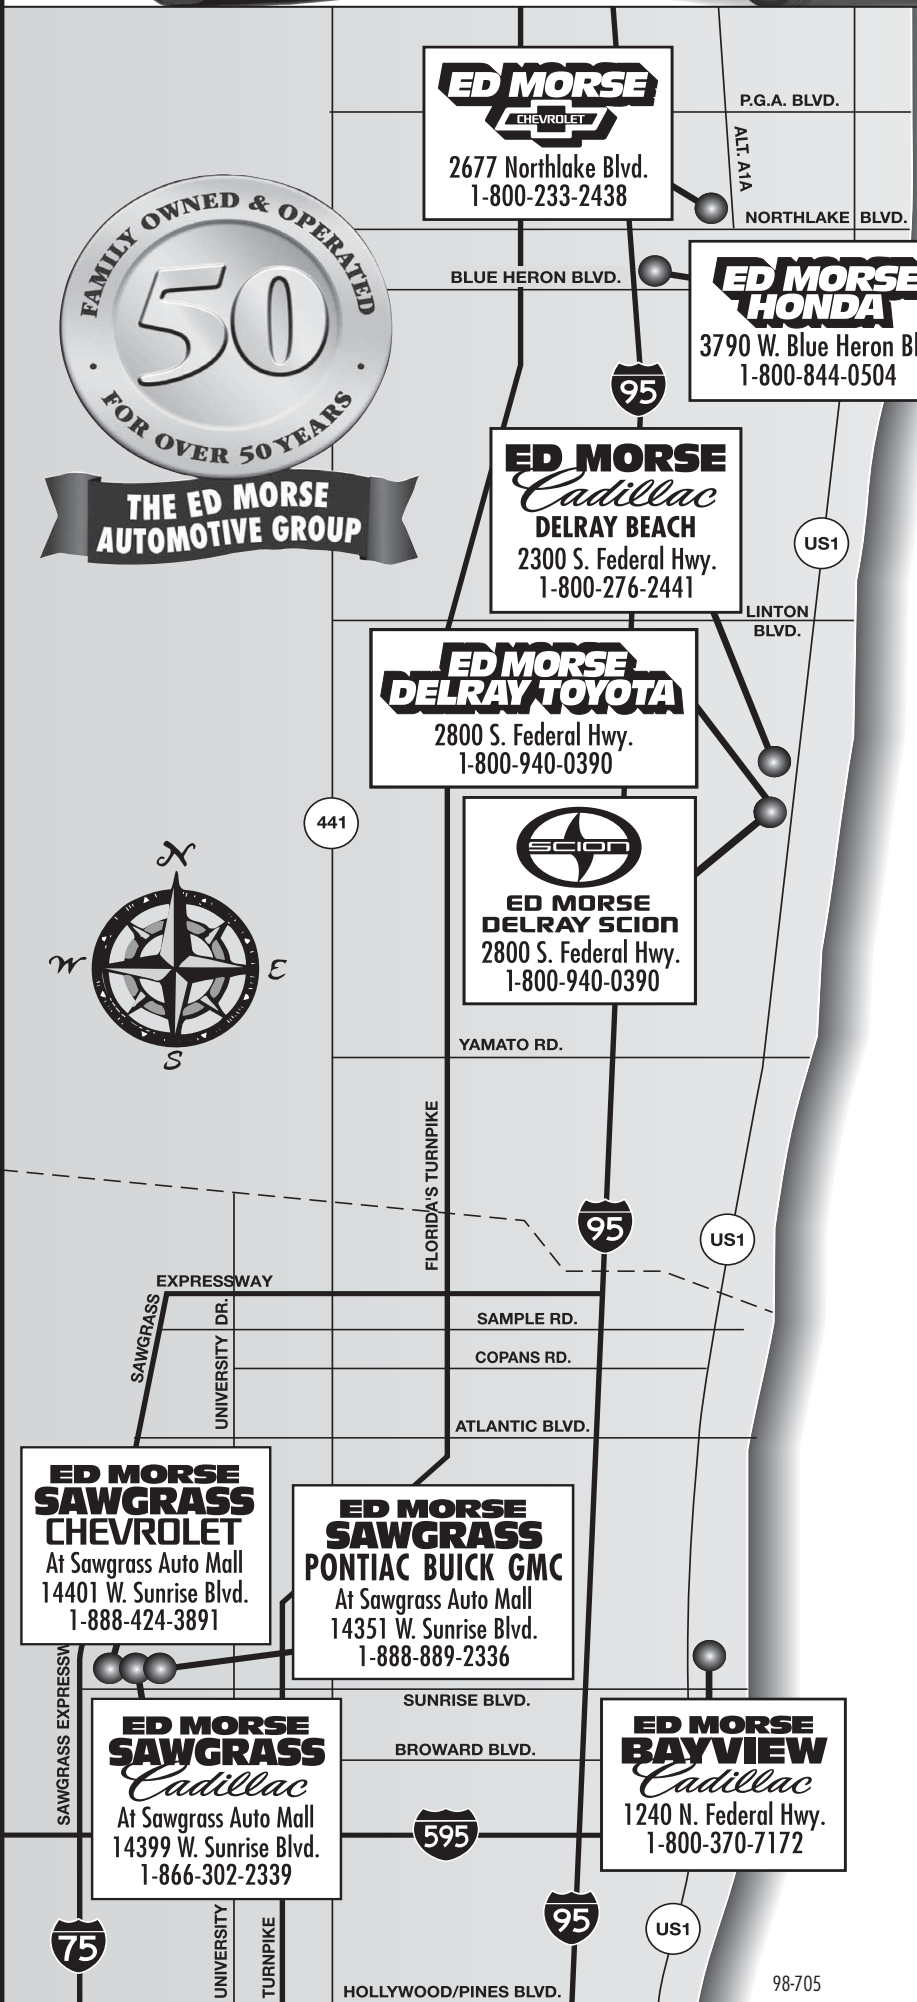 ED MORSE
CHEVROLET
2677 Northlake Blvd.
1-800-233-2438
P.G.A. BLVD.
ALT. A1A
NORTHLAKE BLVD.
FAMILY OWNED & OPERATED
50
• FOR OVER 50 YEARS •
THE ED MORSE
AUTOMOTIVE GROUP
BLUE HERON BLVD.
ED MORSE
HONDA
3790 W. Blue Heron Bl
1-800-844-0504
95
ED MORSE
Cadillac
DELRAY BEACH
2300 S. Federal Hwy.
1-800-276-2441
US1
LINTON
BLVD.
ED MORSE
DELRAY TOYOTA
2800 S. Federal Hwy.
1-800-940-0390
441
SCION
ED MORSE
DELRAY SCION
2800 S. Federal Hwy.
1-800-940-0390
N
W
E
S
YAMATO RD.
FLORIDA'S TURNPIKE
95
US1
EXPRESSWAY
SAWGRASS
UNIVERSITY DR.
SAMPLE RD.
COPANS RD.
ATLANTIC BLVD.
ED MORSE
SAWGRASS
CHEVROLET
At Sawgrass Auto Mall
14401 W. Sunrise Blvd.
1-888-424-3891
ED MORSE
SAWGRASS
PONTIAC BUICK GMC
At Sawgrass Auto Mall
14351 W. Sunrise Blvd.
1-888-889-2336
SAWGRASS EXPRESSW
SUNRISE BLVD.
BROWARD BLVD.
ED MORSE
SAWGRASS
Cadillac
At Sawgrass Auto Mall
14399 W. Sunrise Blvd.
1-866-302-2339
ED MORSE
BAYVIEW
Cadillac
1240 N. Federal Hwy.
1-800-370-7172
595
95
US1
75
UNIVERSITY
TURNPIKE
HOLLYWOOD/PINES BLVD.
98-705